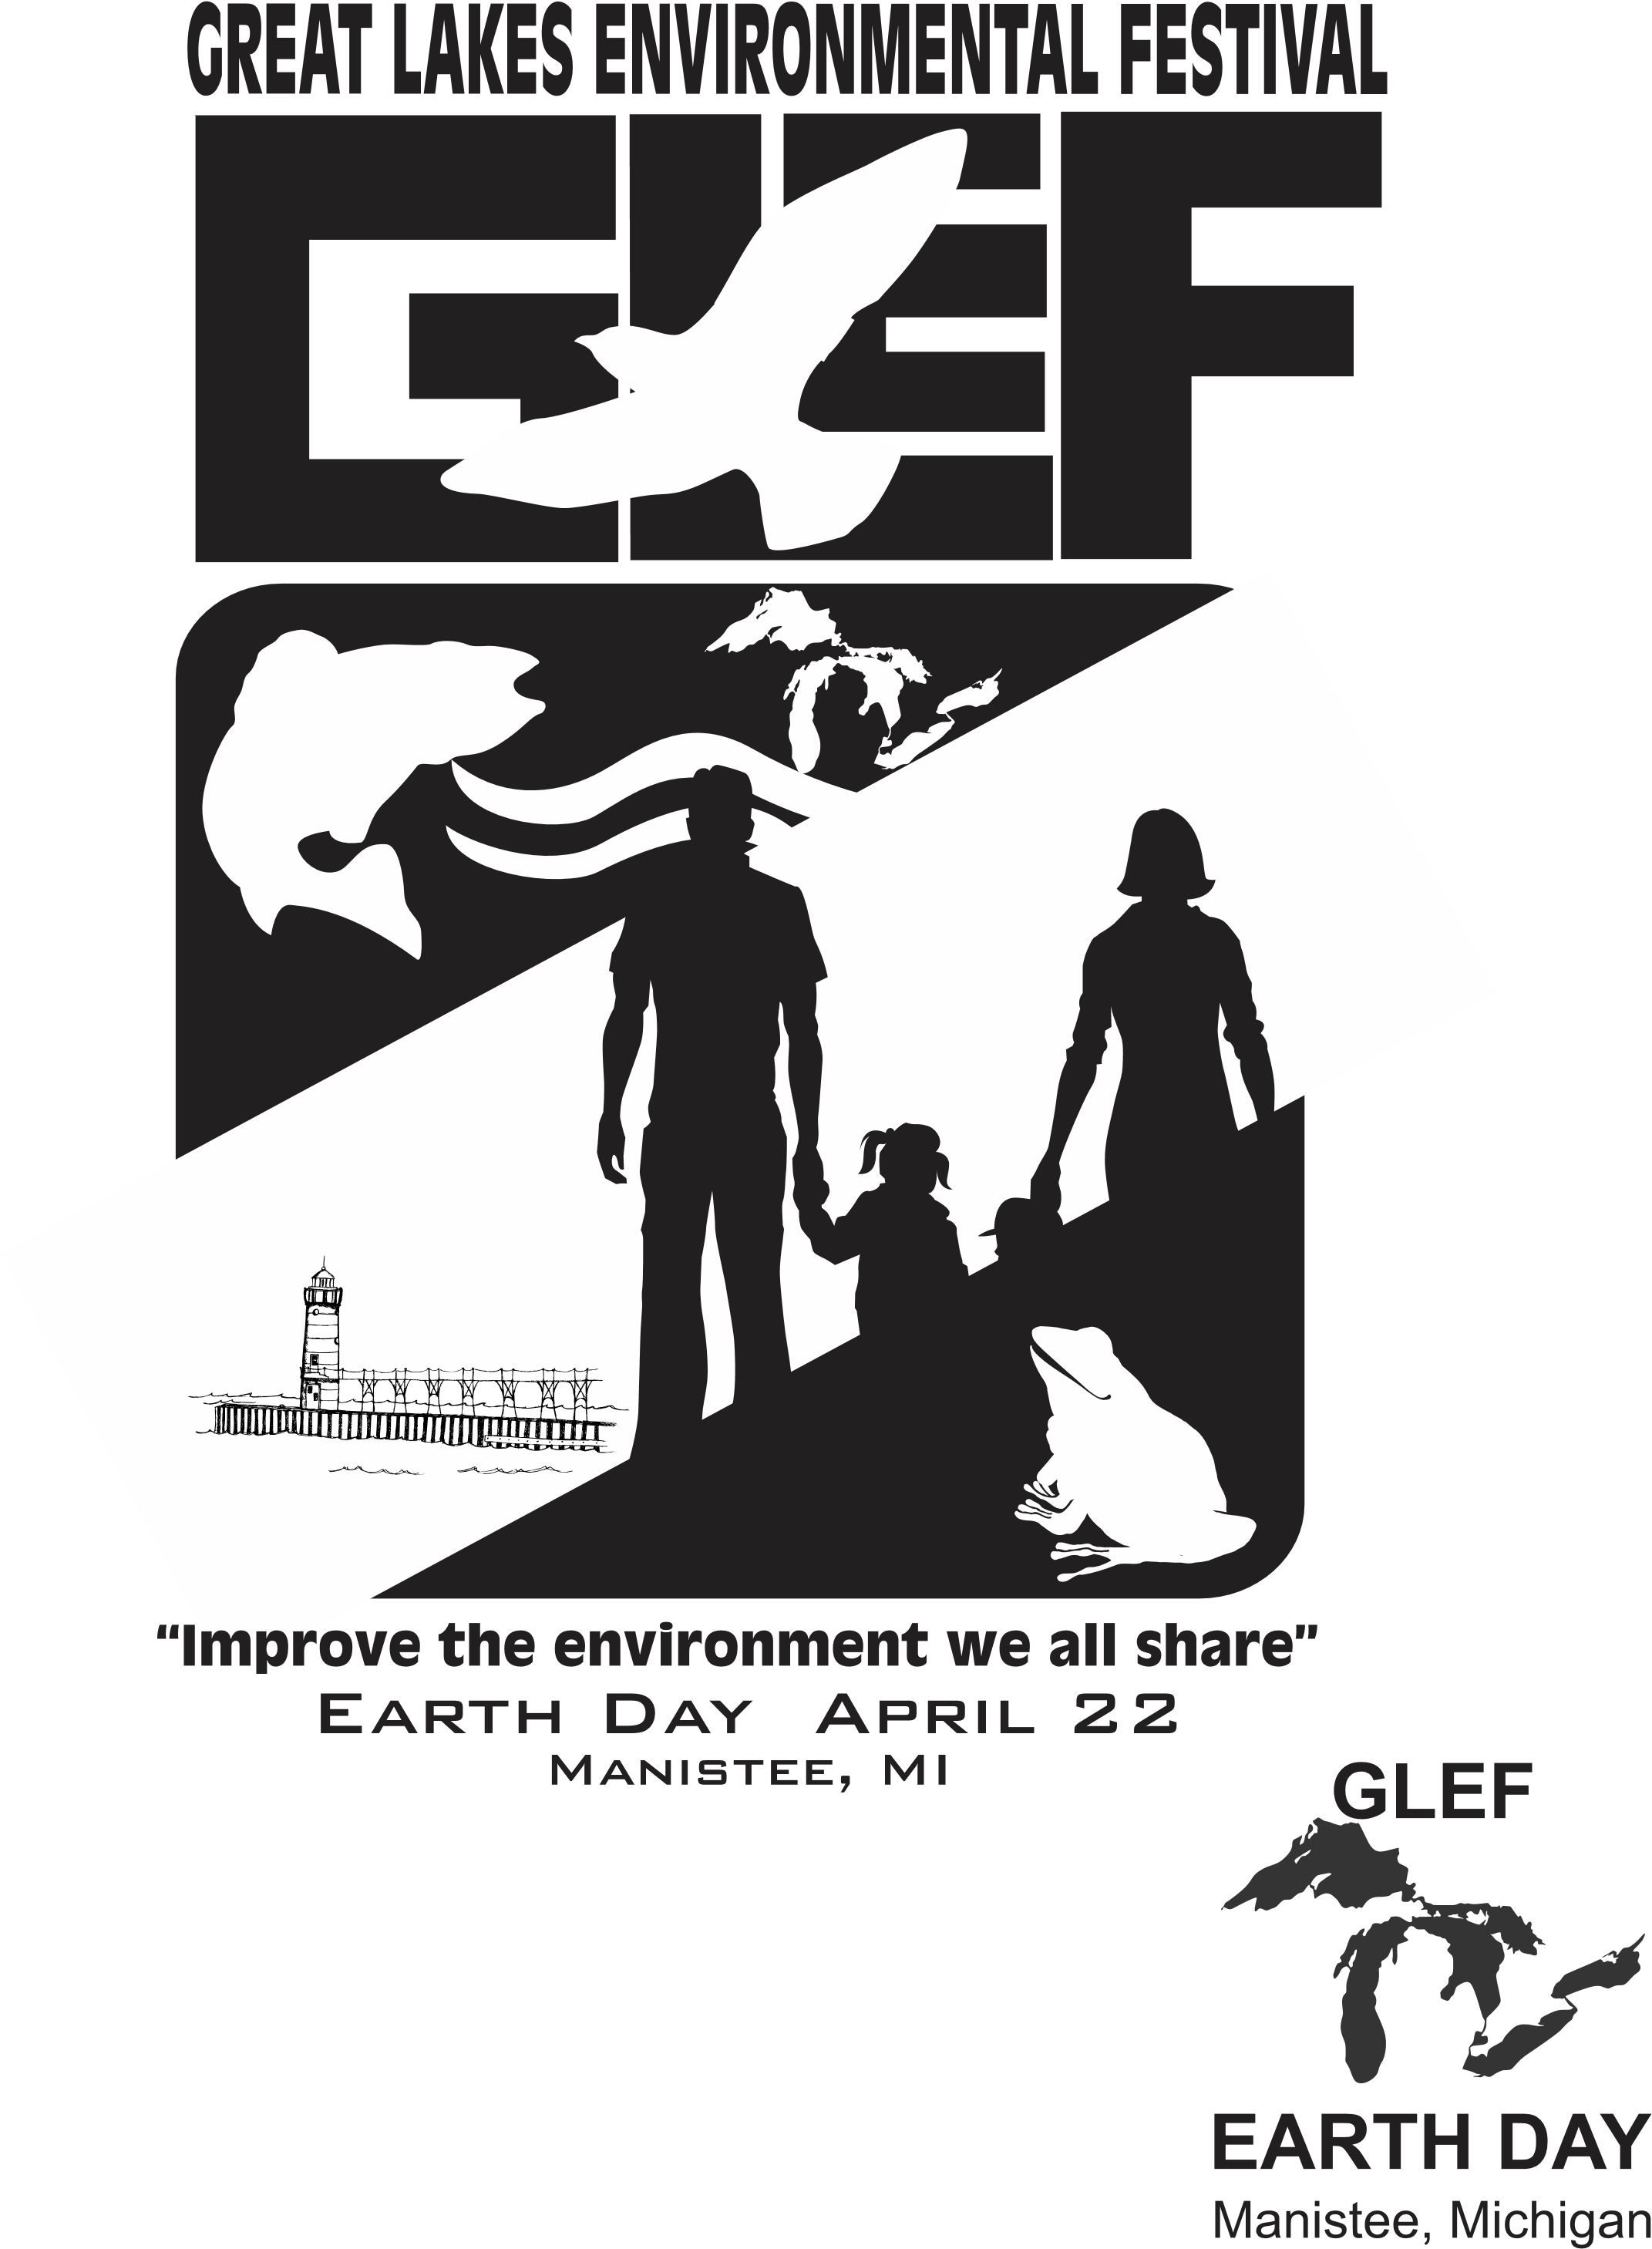 GREAT LAKES ENVIRONMENTAL FESTIVAL
GLEF
“Improve the environment we all share”
EARTH DAY APRIL 22
MANISTEE, MI
GLEF
EARTH DAY
Manistee, Michigan